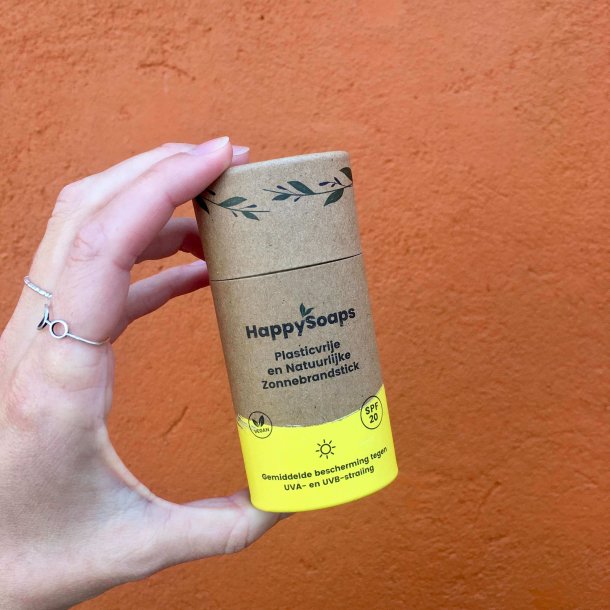 HappySoaps
Plasticvrije
en Natuurlijke
Zonnebrandstick
VEGAN
SPF
20
Gemiddelde bescherming tegen
UVA- en UVB-straling